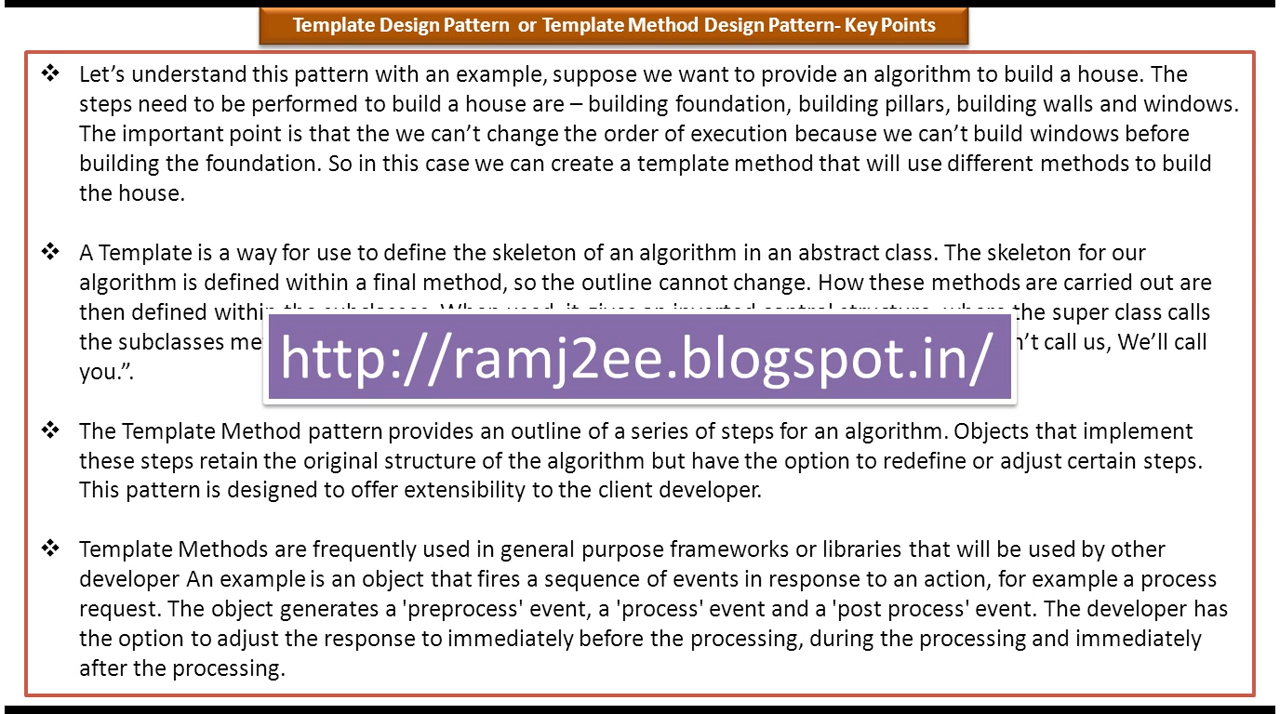 Template Design Pattern or Template Method Design Pattern- Key Points
❖ Let’s understand this pattern with an example, suppose we want to provide an algorithm to build a house. The
steps need to be performed to build a house are – building foundation, building pillars, building walls and windows.
The important point is that the we can’t change the order of execution because we can’t build windows before
building the foundation. So in this case we can create a template method that will use different methods to build
the house.
❖ A Template is a way for use to define the skeleton of an algorithm in an abstract class. The skeleton for our
algorithm is defined within a final method, so the outline cannot change. How these methods are carried out are
then defined within the subclasses. When used, it gives an inverted control structure, where the super class calls
the subclasses call us, We’ll call
http://ramj2ee.blogspot.in/
you.”.
❖ The Template Method pattern provides an outline of a series of steps for an algorithm. Objects that implement
these steps retain the original structure of the algorithm but have the option to redefine or adjust certain steps.
This pattern is designed to offer extensibility to the client developer.
❖ Template Methods are frequently used in general purpose frameworks or libraries that will be used by other
developer An example is an object that fires a sequence of events in response to an action, for example a process
request. The object generates a 'preprocess' event, a 'process' event and a 'post process' event. The developer has
the option to adjust the response to immediately before the processing, during the processing and immediately
after the processing.